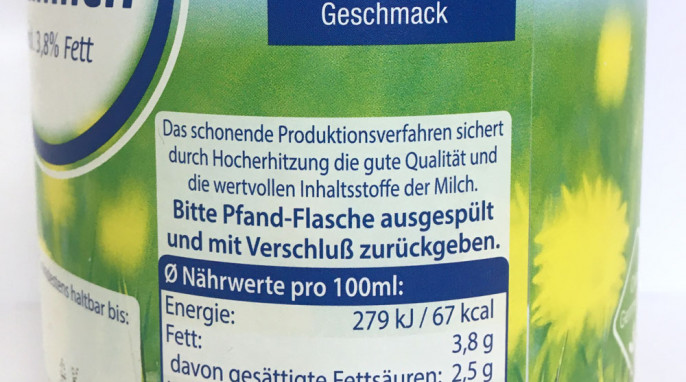 Geschmack
3,8% Fett
Das schonende Produktionsverfahren sichert
durch Hocherhitzung die gute Qualität und
die wertvollen Inhaltsstoffe der Milch.
Bitte Pfand-Flasche ausgespült
und mit Verschluß zurückgeben.
haltbar bis:
Ø Nährwerte pro 100ml:
Energie: 279 kJ / 67 kcal
Fett: 3,8 g
davon gesättigte Fettsäuren: 2,5 g